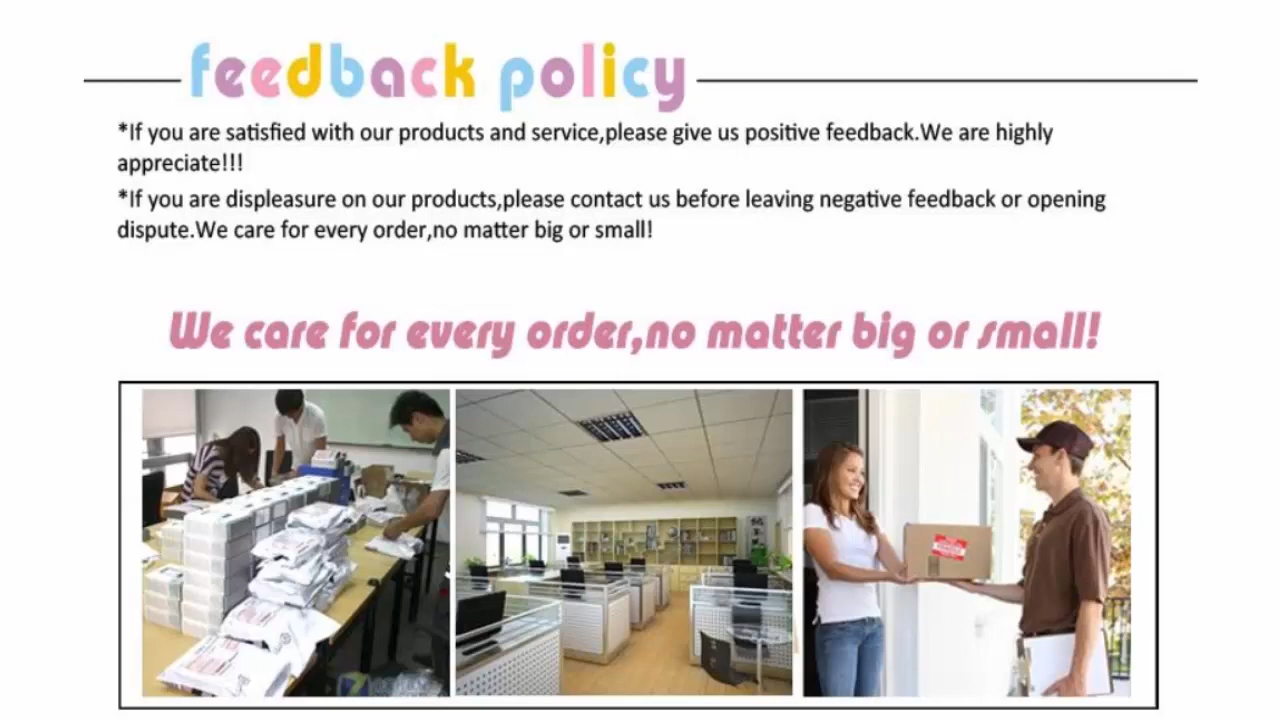 feedback policy
*If you are satisfied with our products and service,please give us positive feedback.We are highly
appreciate!!!
*If you are displeasure on our products,please contact us before leaving negative feedback or opening
dispute.We care for every order,no matter big or small!
We care for every order,no matter big or small!